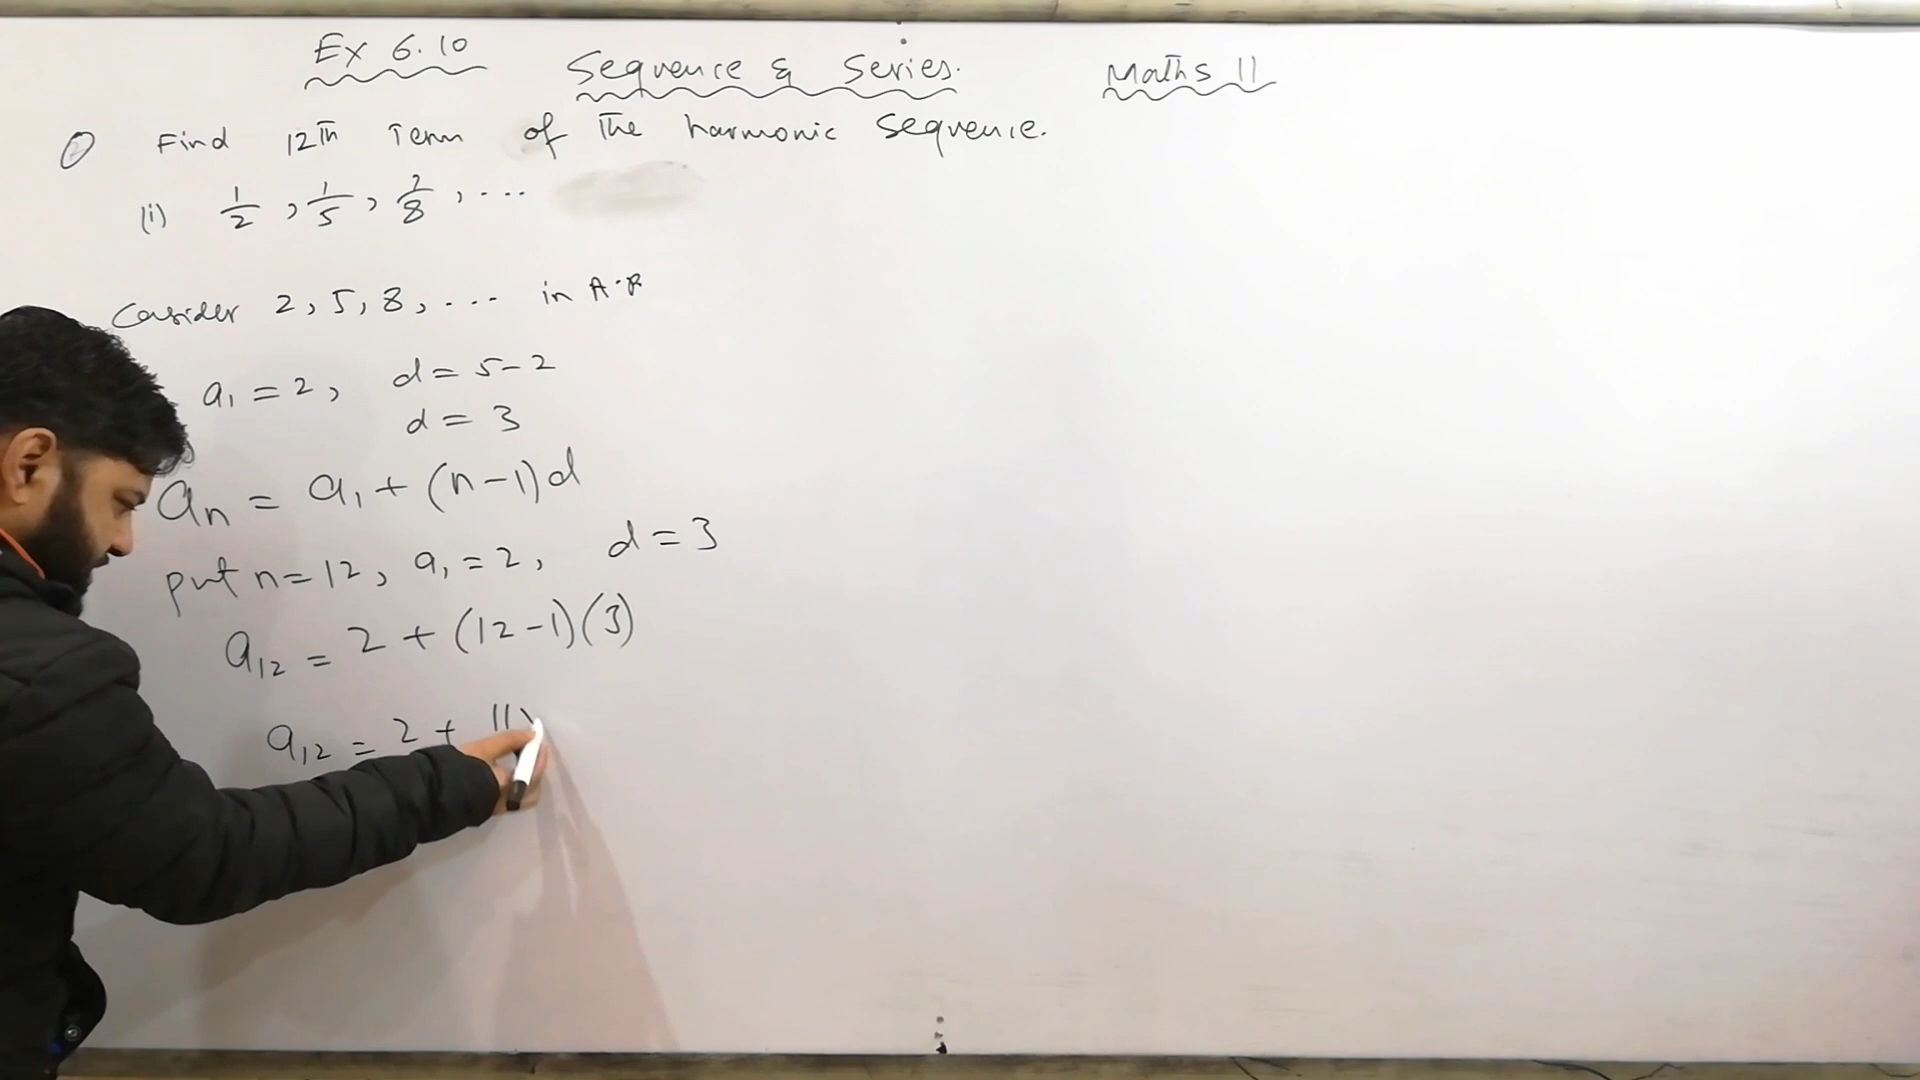 Ex 6.10 Sequence & Series. Maths 11
② Find 12th Term of The harmonic Sequence.
(i) 1/2, 1/5, 1/8, ...
Cosider 2, 5, 8, ... in A.P
a₁ = 2, d = 5-2
d = 3
aₙ = a₁ + (n-1)d
put n=12, a₁ = 2, d = 3
a₁₂ = 2 + (12-1)(3)
a₁₂ = 2 + 11